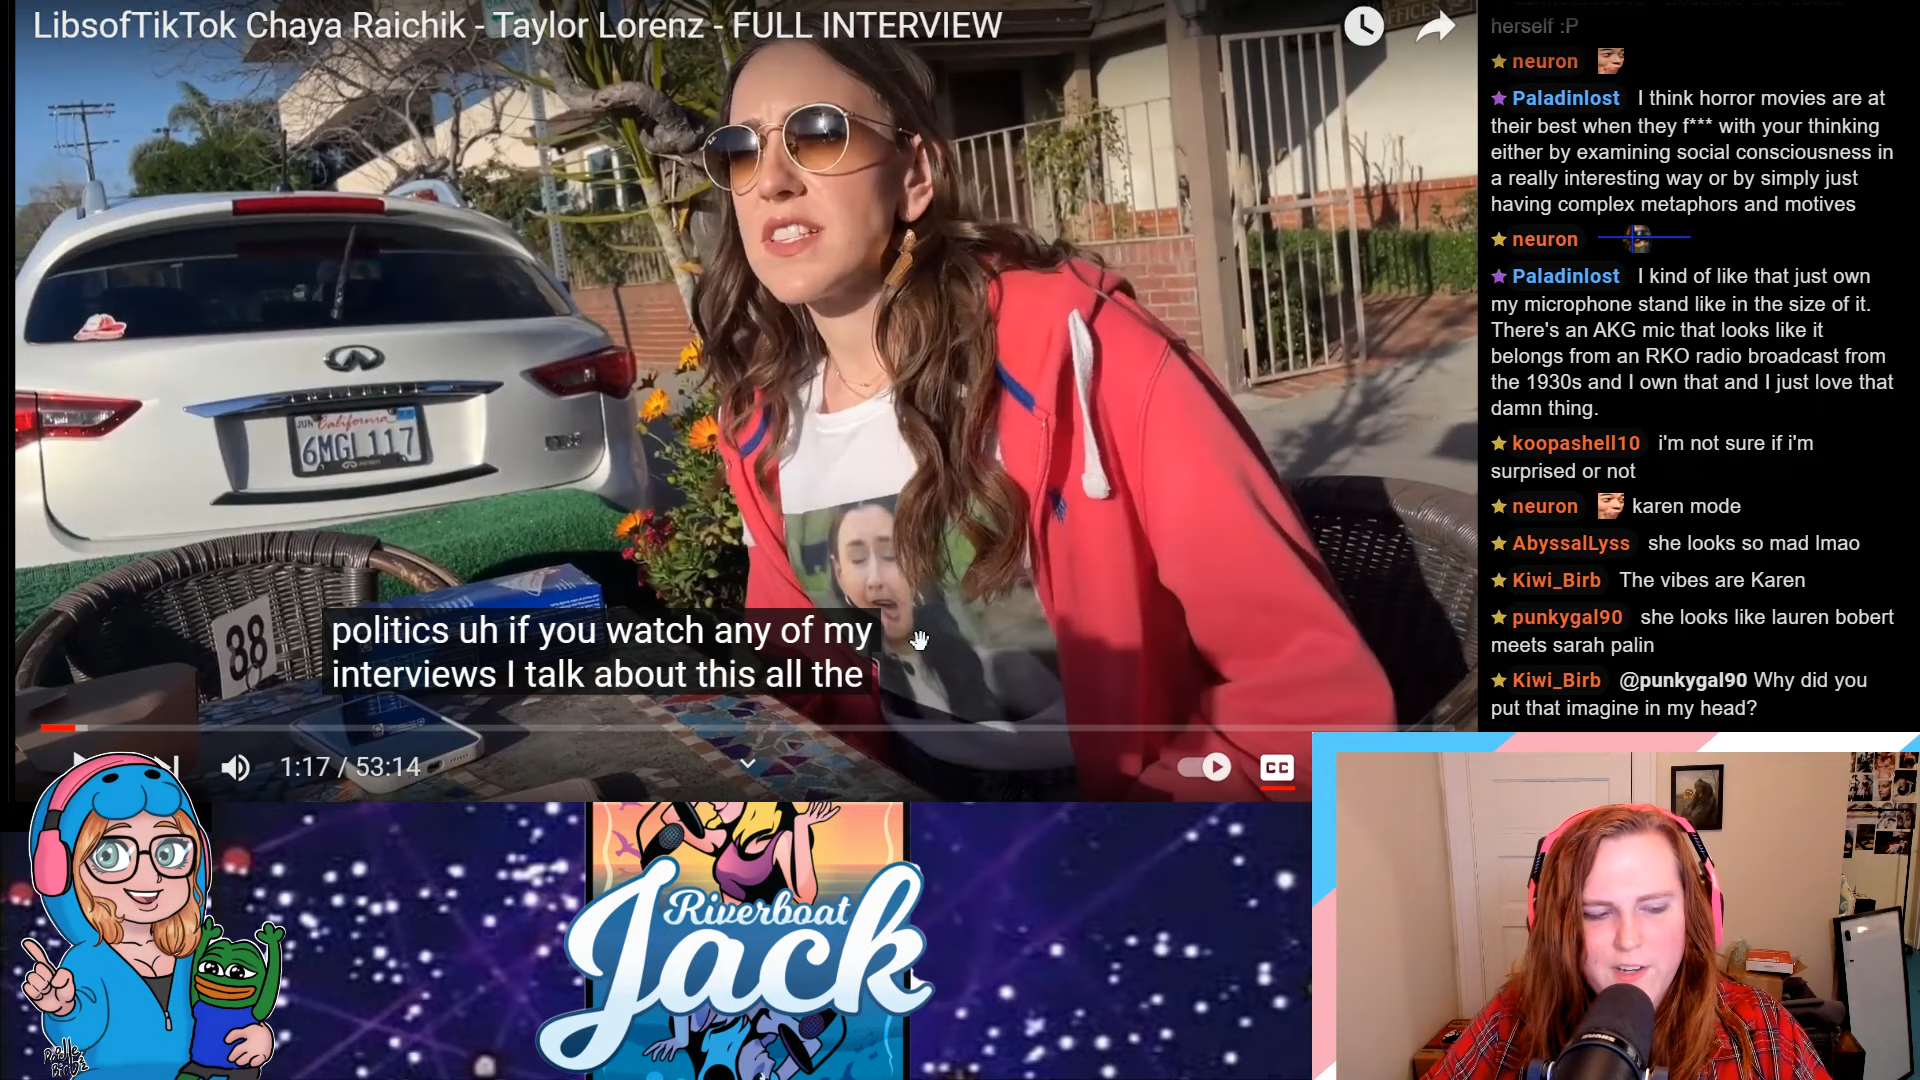 LibsofTikTok Chaya Raichik - Taylor Lorenz - FULL INTERVIEW
OFFICES
JUN California
6MGL117
INFINITI
88
politics uh if you watch any of my
interviews I talk about this all the
1:17 / 53:14
CC
Riverboat
Jack
herself :P
neuron
Paladinlost I think horror movies are at
their best when they f*** with your thinking
either by examining social consciousness in
a really interesting way or by simply just
having complex metaphors and motives
neuron
Paladinlost I kind of like that just own
my microphone stand like in the size of it.
There's an AKG mic that looks like it
belongs from an RKO radio broadcast from
the 1930s and I own that and I just love that
damn thing.
koopashell10 i'm not sure if i'm
surprised or not
neuron karen mode
AbyssalLyss she looks so mad lmao
Kiwi_Birb The vibes are Karen
punkygal90 she looks like lauren bobert
meets sarah palin
Kiwi_Birb @punkygal90 Why did you
put that imagine in my head?